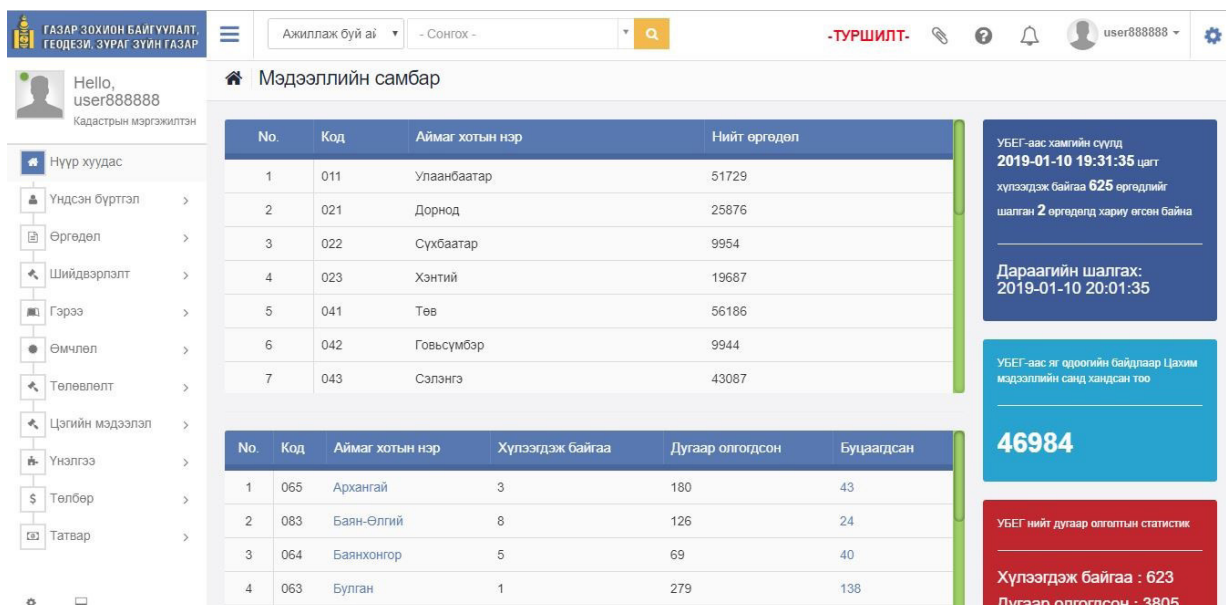 ГАЗАР ЗОХИОН БАЙГУУЛАЛТ,
ГЕОДЕЗИ, ЗУРАГ ЗҮЙН ГАЗАР
Ажиллаж буй ай
- Сонгох -
-ТУРШИЛТ-
user888888
Hello,
user888888
Кадастрын мэргэжилтэн
Нүүр хуудас
Үндсэн бүртгэл
Өргөдөл
Шийдвэрлэлт
Гэрээ
Өмчлөл
Төлөвлөлт
Цэгийн мэдээлэл
Үнэлгээ
Төлбөр
Татвар
Мэдээллийн самбар
No. Код Аймаг хотын нэр Нийт өргөдөл
1 011 Улаанбаатар 51729
2 021 Дорнод 25876
3 022 Сүхбаатар 9954
4 023 Хэнтий 19687
5 041 Төв 56186
6 042 Говьсүмбэр 9944
7 043 Сэлэнгэ 43087
No. Код Аймаг хотын нэр Хүлээгдэж байгаа Дугаар олгогдсон Буцаагдсан
1 065 Архангай 3 180 43
2 083 Баян-Өлгий 8 126 24
3 064 Баянхонгор 5 69 40
4 063 Булган 1 279 138
УБЕГ-аас хамгийн сүүлд
2019-01-10 19:31:35 цагт
хүлээгдэж байгаа 625 өргөдлийг
шалган 2 өргөдөлд хариу өгсөн байна
Дараагийн шалгах:
2019-01-10 20:01:35
УБЕГ-аас яг одоогийн байдлаар Цахим
мэдээллийн санд хандсан тоо
46984
УБЕГ нийт дугаар олголтын статистик
Хүлээгдэж байгаа : 623
Дугаар олгогдсон : 3805